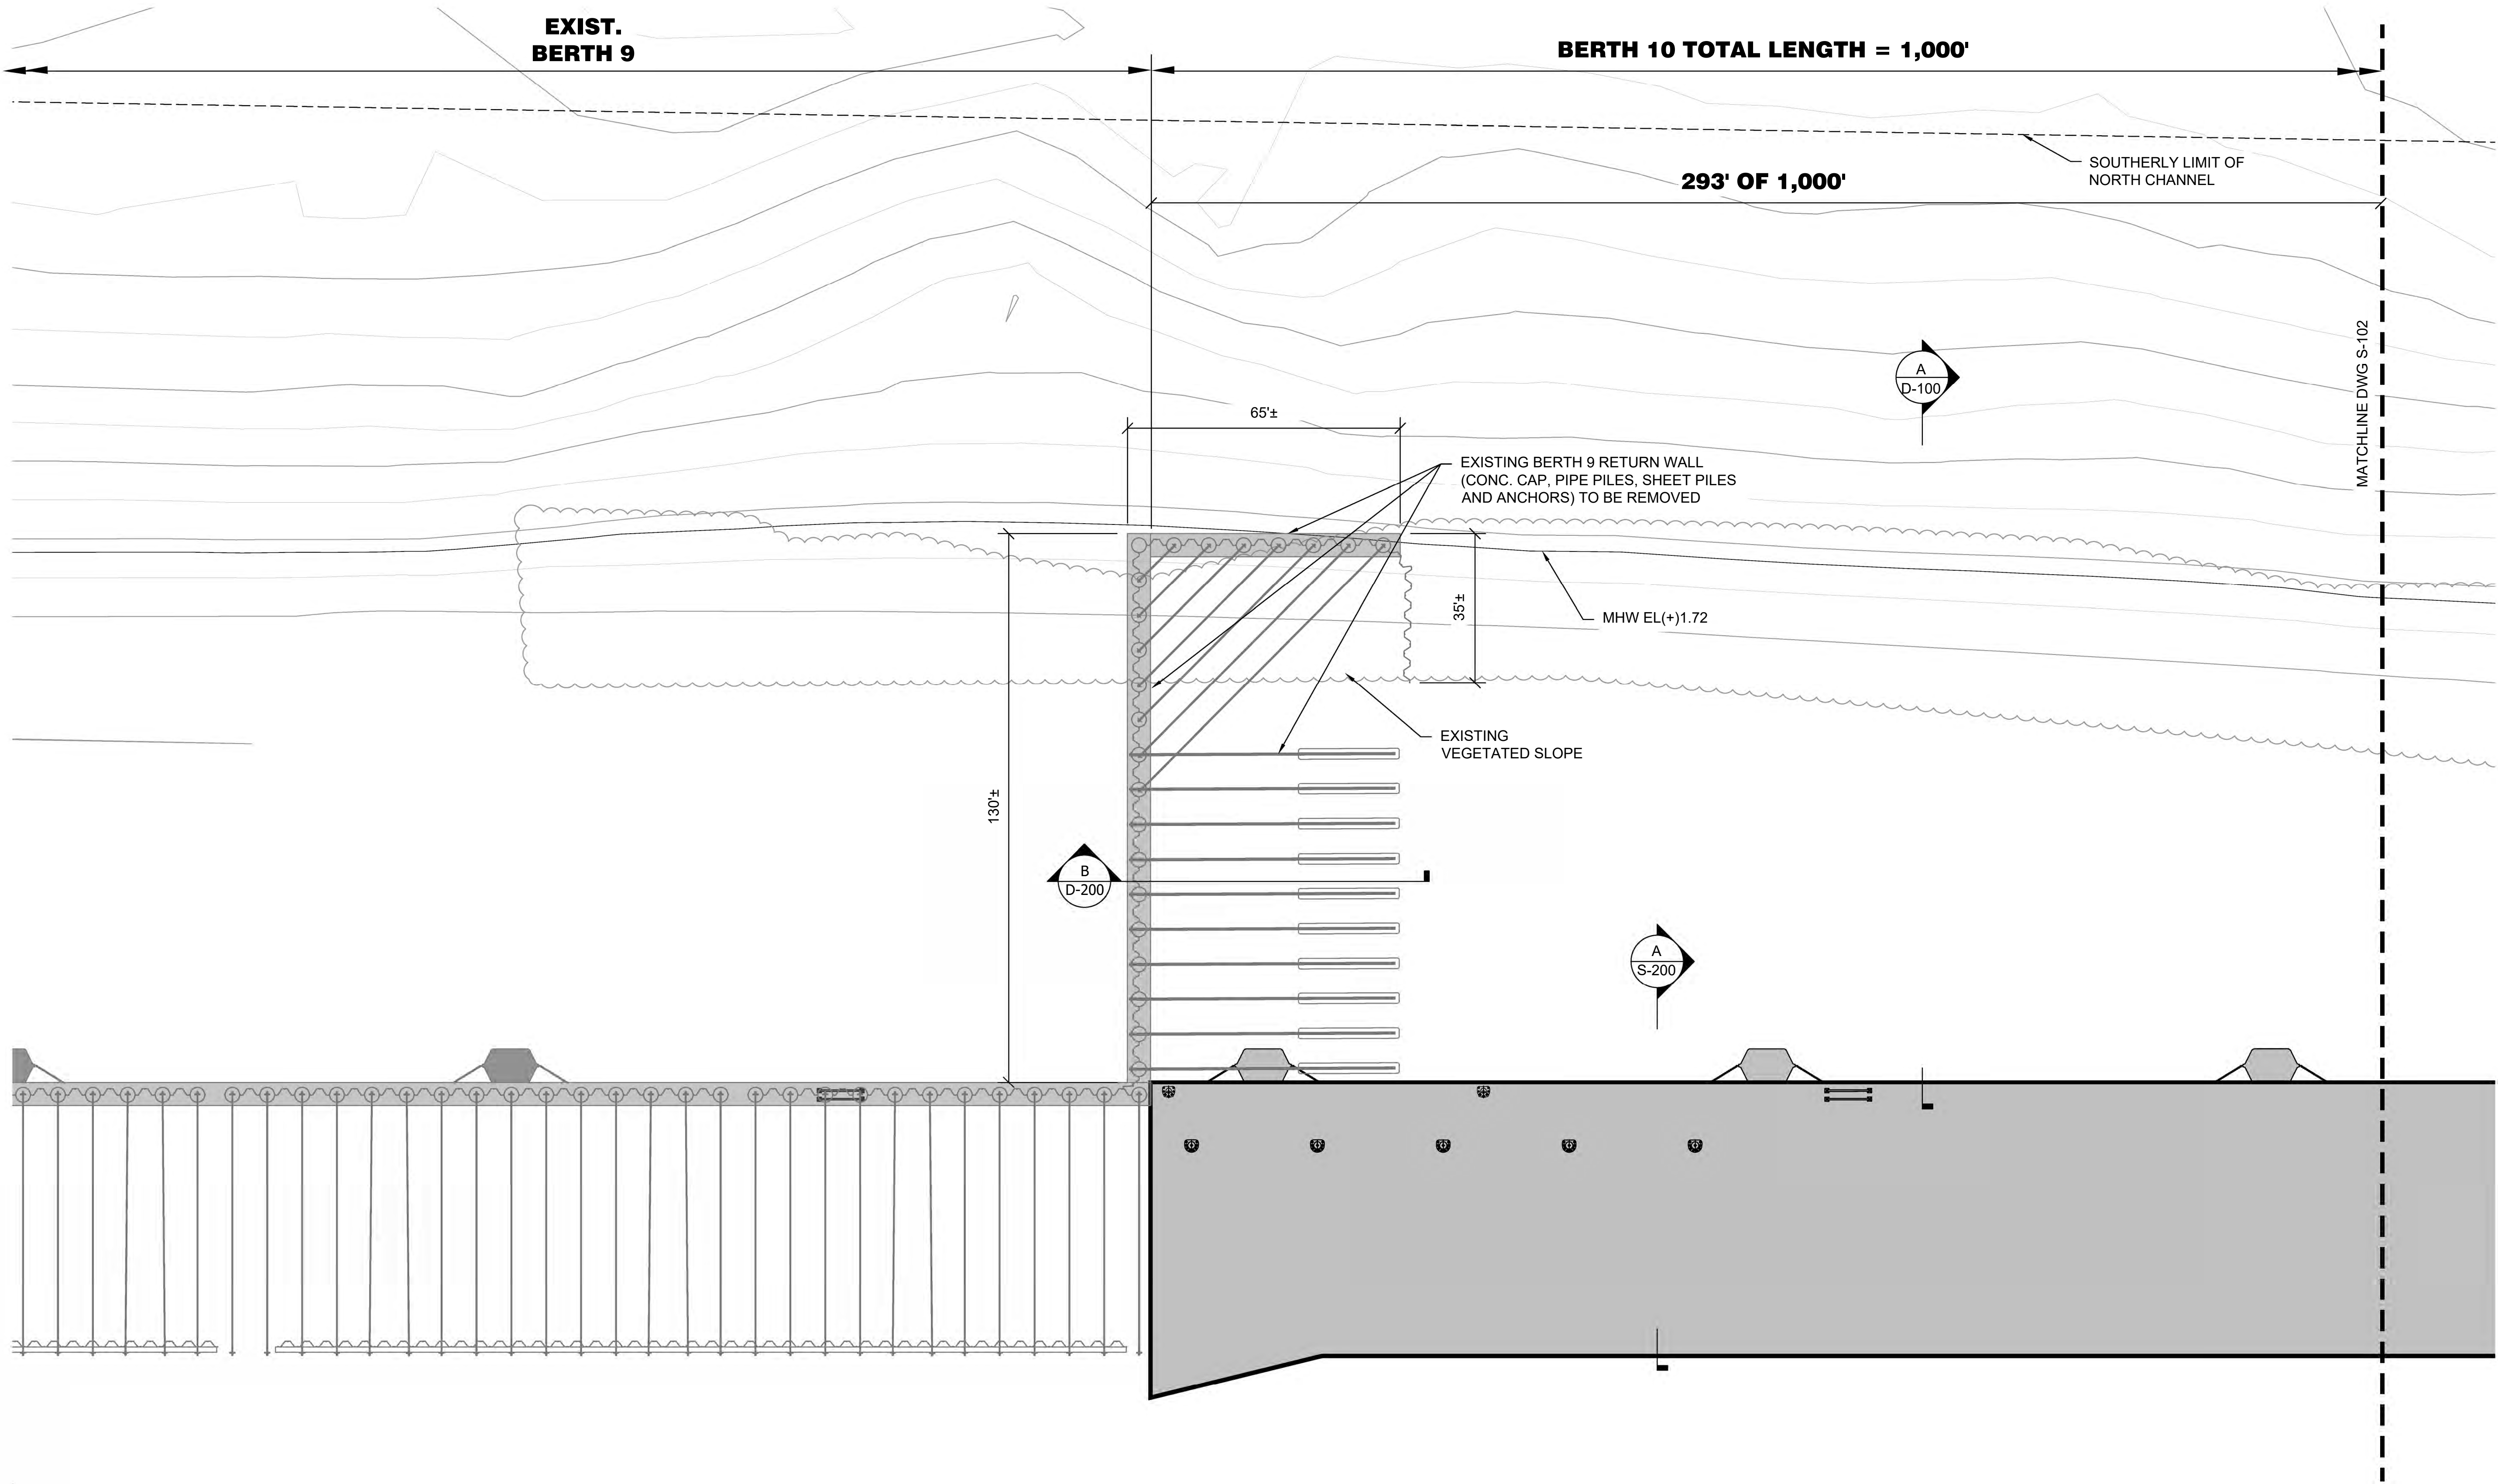 EXIST.
BERTH 9
BERTH 10 TOTAL LENGTH = 1,000'
SOUTHERLY LIMIT OF
NORTH CHANNEL
293' OF 1,000'
MATCHLINE DWG S-102
A
D-100
65'±
EXISTING BERTH 9 RETURN WALL
(CONC. CAP, PIPE PILES, SHEET PILES
AND ANCHORS) TO BE REMOVED
35'±
MHW EL(+)1.72
EXISTING
VEGETATED SLOPE
130'±
B
D-200
A
S-200